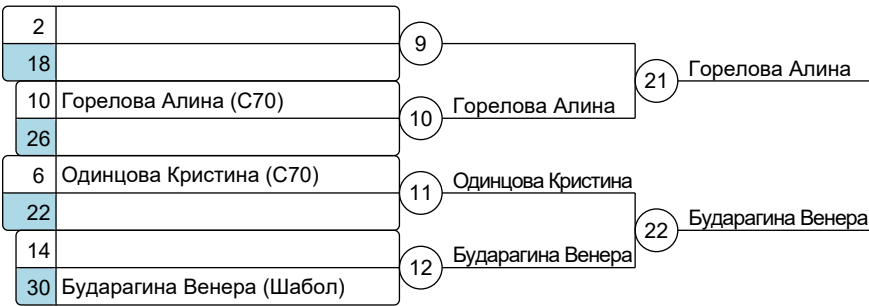 2
18
9
10 Горелова Алина (С70)
26
10 Горелова Алина
21 Горелова Алина
6 Одинцова Кристина (С70)
22
11 Одинцова Кристина
14
30 Бударагина Венера (Шабол)
12 Бударагина Венера
22 Бударагина Венера